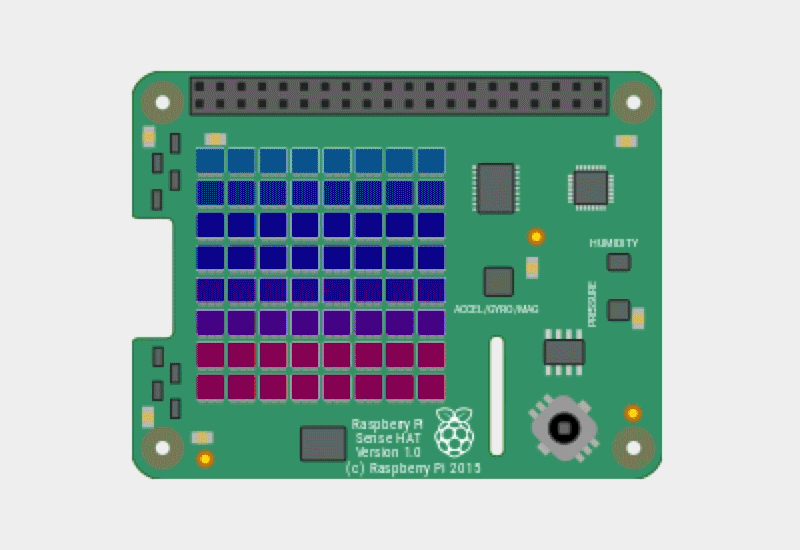 HUMIDITY
PRESSURE
ACCEL/GYRO/MAG
Raspberry Pi
Sense HAT
Version 1.0
(c) Raspberry Pi 2015